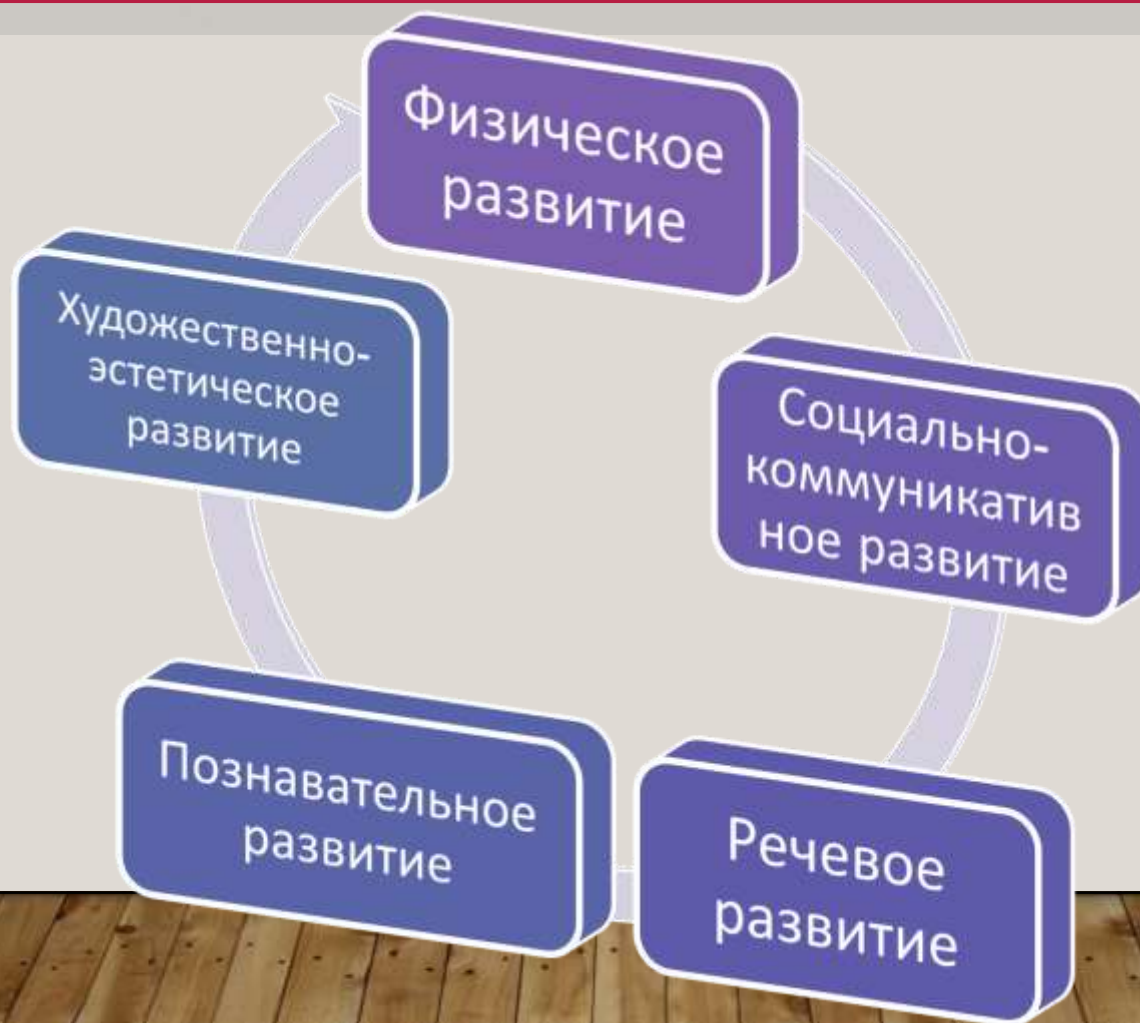 Физическое
развитие
Социально-
коммуникатив
ное развитие
Речевое
развитие
Познавательное
развитие
Художественно-
эстетическое
развитие